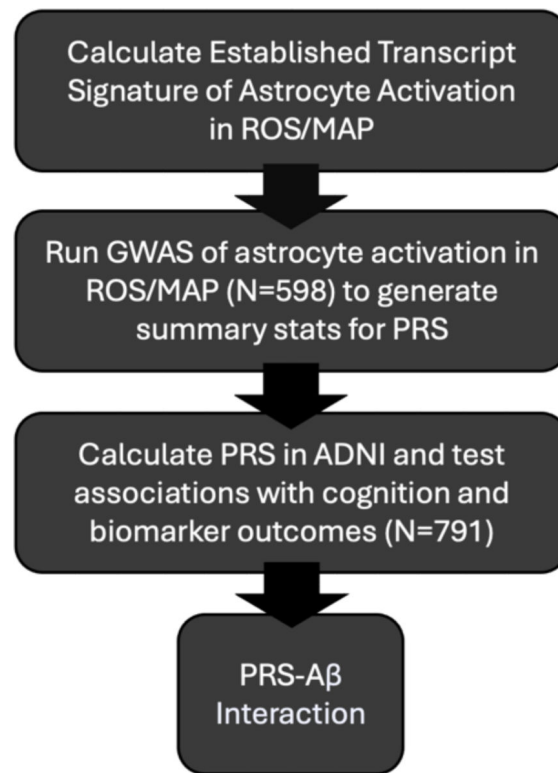 Calculate Established Transcript
Signature of Astrocyte Activation
in ROS/MAP
Run GWAS of astrocyte activation in
ROS/MAP (N=598) to generate
summary stats for PRS
Calculate PRS in ADNI and test
associations with cognition and
biomarker outcomes (N=791)
PRS-Aβ
Interaction